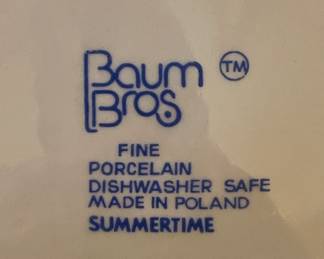 Baum TM
Bros.
FINE
PORCELAIN
DISHWASHER SAFE
MADE IN POLAND
SUMMERTIME